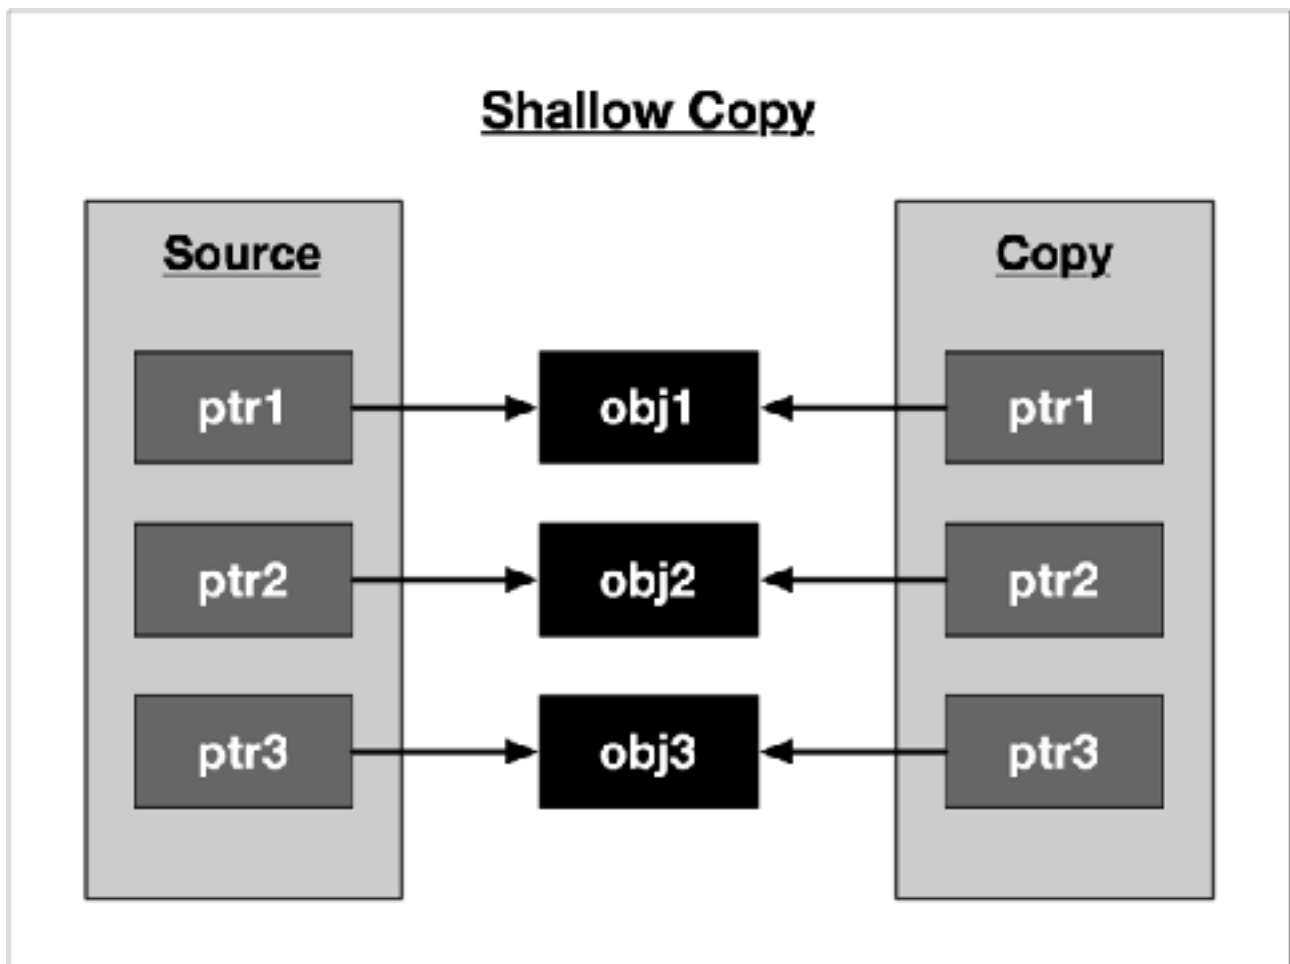 Shallow Copy
Source
Copy
ptr1
obj1
ptr1
ptr2
obj2
ptr2
ptr3
obj3
ptr3